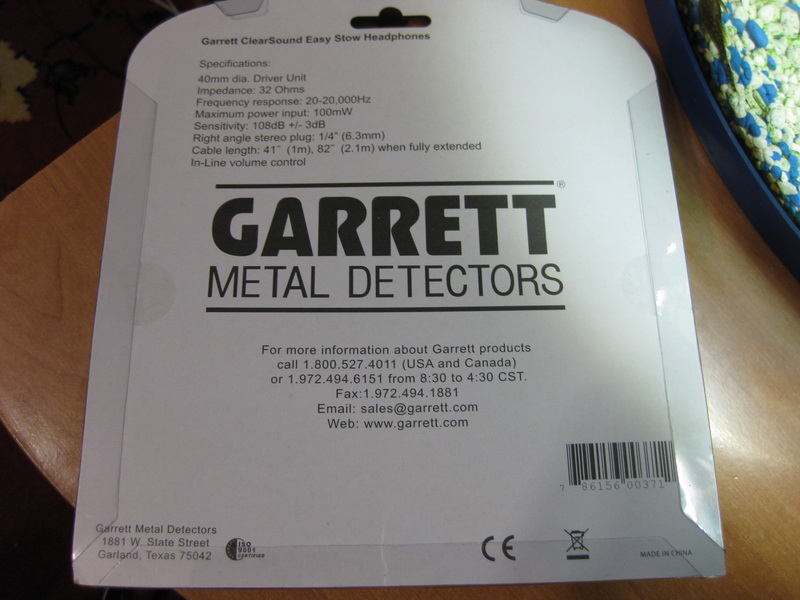 Garrett ClearSound Easy Stow Headphones
Specifications:
40mm dia. Driver Unit
Impedance: 32 Ohms
Frequency response: 20-20,000Hz
Maximum power input: 100mW
Sensitivity: 108dB +/- 3dB
Right angle stereo plug: 1/4" (6.3mm)
Cable length: 41" (1m), 82" (2.1m) when fully extended
In-Line volume control
GARRETT®
METAL DETECTORS
For more information about Garrett products
call 1.800.527.4011 (USA and Canada)
or 1.972.494.6151 from 8:30 to 4:30 CST.
Fax:1.972.494.1881
Email: sales@garrett.com
Web: www.garrett.com
7 86156 00371
Garrett Metal Detectors
1881 W. State Street
Garland, Texas 75042
ISO
9001
CERTIFIED
CE
MADE IN CHINA